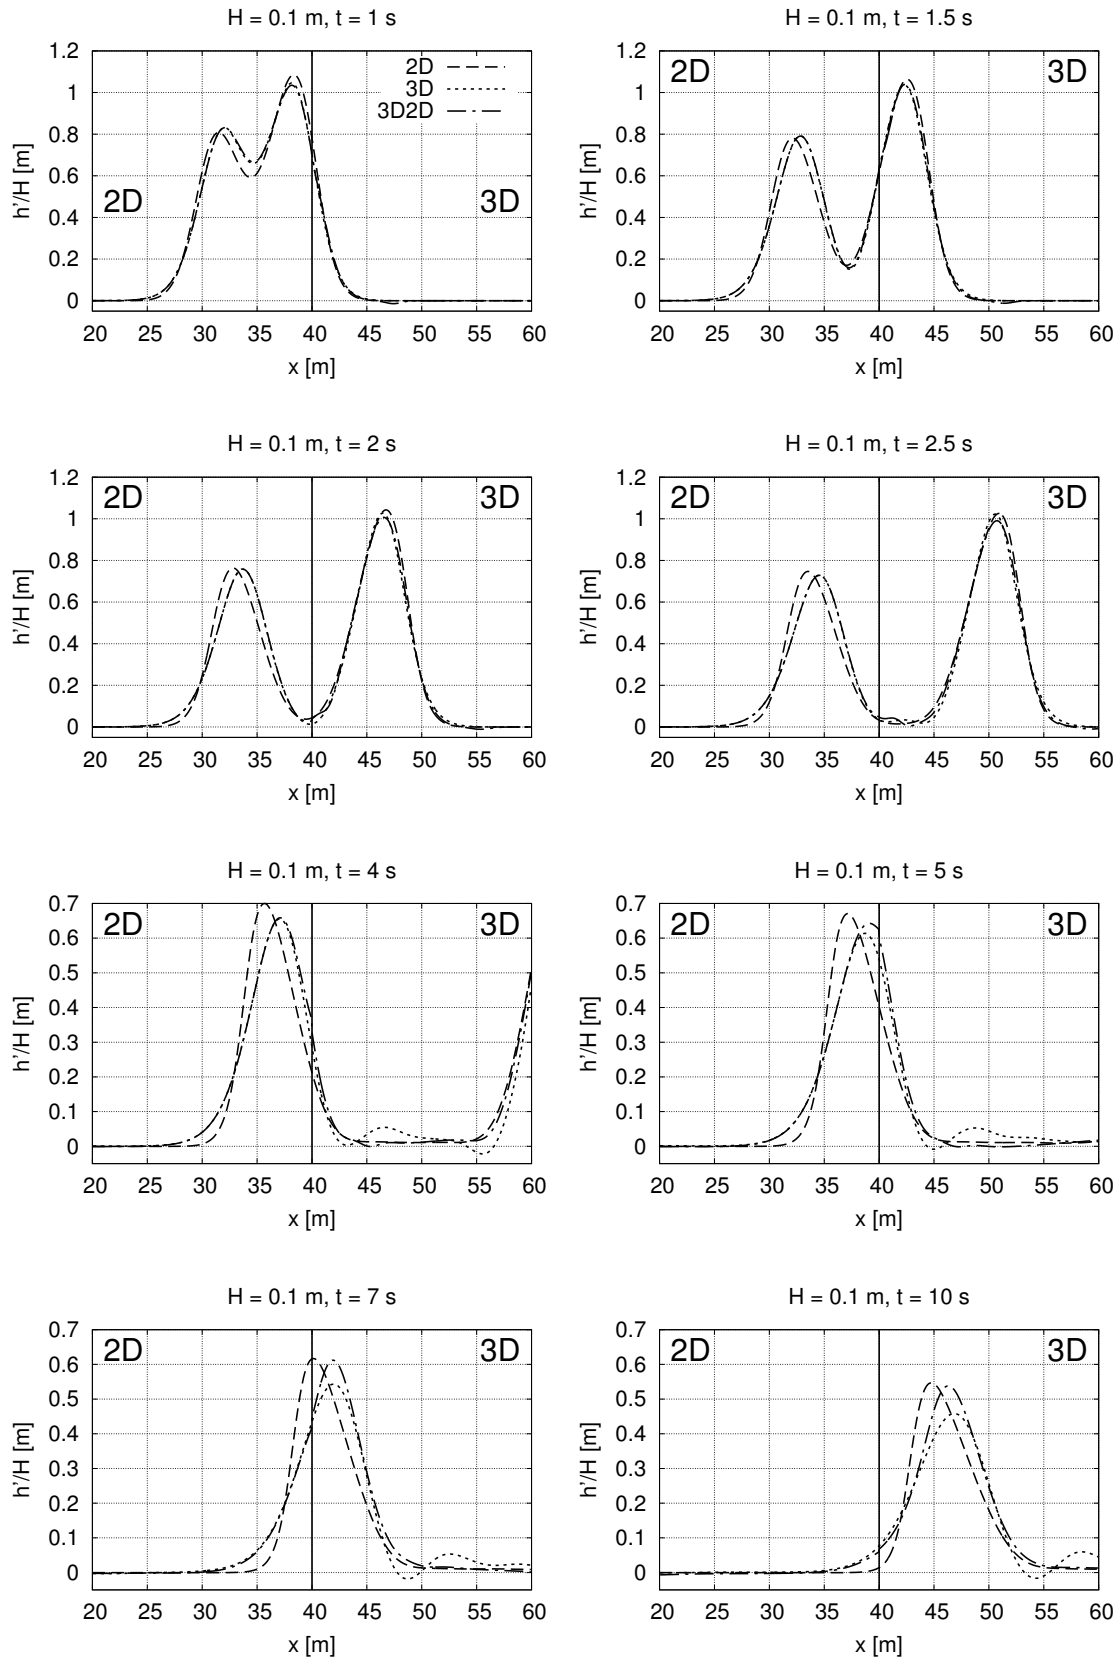 H = 0.1 m, t = 1 s
1.2
1
0.8
0.6
0.4
0.2
0
h'/H [m]
2D
3D
3D2D
2D
3D
20 25 30 35 40 45 50 55 60
x [m]
H = 0.1 m, t = 1.5 s
1.2
1
0.8
0.6
0.4
0.2
0
h'/H [m]
2D
3D
20 25 30 35 40 45 50 55 60
x [m]
H = 0.1 m, t = 2 s
1.2
1
0.8
0.6
0.4
0.2
0
h'/H [m]
2D
3D
20 25 30 35 40 45 50 55 60
x [m]
H = 0.1 m, t = 2.5 s
1.2
1
0.8
0.6
0.4
0.2
0
h'/H [m]
2D
3D
20 25 30 35 40 45 50 55 60
x [m]
H = 0.1 m, t = 4 s
0.7
0.6
0.5
0.4
0.3
0.2
0.1
0
h'/H [m]
2D
3D
20 25 30 35 40 45 50 55 60
x [m]
H = 0.1 m, t = 5 s
0.7
0.6
0.5
0.4
0.3
0.2
0.1
0
h'/H [m]
2D
3D
20 25 30 35 40 45 50 55 60
x [m]
H = 0.1 m, t = 7 s
0.7
0.6
0.5
0.4
0.3
0.2
0.1
0
h'/H [m]
2D
3D
20 25 30 35 40 45 50 55 60
x [m]
H = 0.1 m, t = 10 s
0.7
0.6
0.5
0.4
0.3
0.2
0.1
0
h'/H [m]
2D
3D
20 25 30 35 40 45 50 55 60
x [m]